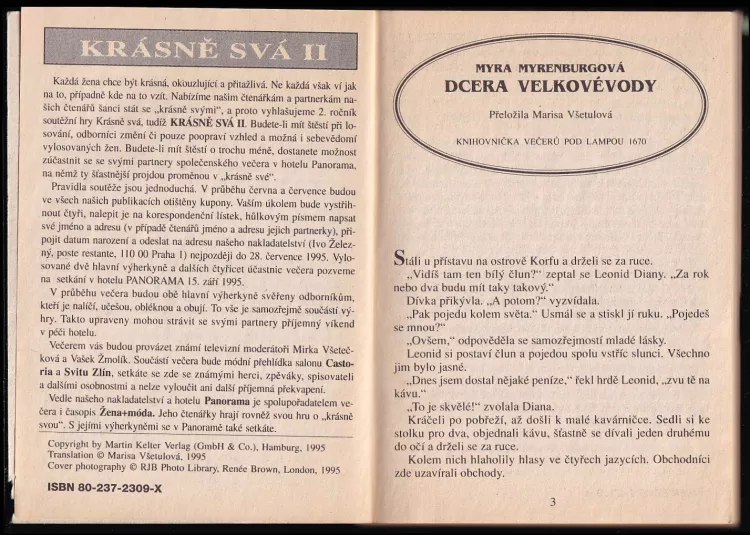 KRÁSNĚ SVÁ II
Každá žena chce být krásná, okouzlující a přitažlivá. Ne každá však ví jak
na to, případně kde na to vzít. Nabízíme našim čtenářkám a partnerkám na-
šich čtenářů šanci stát se „krásně svými“, a proto vyhlašujeme 2. ročník
soutěžní hry Krásně svá, tudíž KRÁSNĚ SVÁ II. Budete-li mít štěstí při lo-
sování, odborníci změní či pouze poopraví vzhled a možná i sebevědomí
vylosovaných žen. Budete-li mít štěstí o trochu méně, dostanete možnost
zúčastnit se se svými partnery společenského večera v hotelu Panorama,
na němž ty šťastnější projdou proměnou v „krásně své“.
Pravidla soutěže jsou jednoduchá. V průběhu června a července budou
ve všech našich publikacích otištěny kupony. Vaším úkolem bude vystřih-
nout čtyři, nalepit je na korespondenční lístek, hůlkovým písmem napsat
své jméno a adresu (v případě čtenářů jméno a adresu jejich partnerky), při-
pojit datum narození a odeslat na adresu našeho nakladatelství (Ivo Želez-
ný, poste restante, 110 00 Praha 1) nejpozději do 28. července 1995. Vylo-
sované dvě hlavní výherkyně a dalších čtyřicet účastnic večera pozveme
na setkání v hotelu PANORAMA 15. září 1995.
V průběhu večera budou obě hlavní výherkyně svěřeny odborníkům,
kteří je nalíčí, učešou, obléknou a obují. To vše je samozřejmě součástí vý-
hry. Takto upraveny mohou strávit se svými partnery příjemný víkend
v péči hotelu.
Večerem vás budou provázet známí televizní moderátoři Mirka Všeteč-
ková a Vašek Žmolík. Součástí večera bude módní přehlídka salonu Casto-
ria a Svitu Zlín, setkáte se zde se známými herci, zpěváky, spisovateli
a dalšími osobnostmi a nelze vyloučit ani další příjemná překvapení.
Vedle našeho nakladatelství a hotelu Panorama je spolupořadatelem ve-
čera i časopis Žena+móda. Jeho čtenářky hrají rovněž svou hru o „krásně
svou“. S jejími výherkyněmi se v Panoramě také setkáte.
Copyright by Martin Kelter Verlag (GmbH & Co.), Hamburg, 1995
Translation © Marisa Všetulová, 1995
Cover photography © RJB Photo Library, Renée Brown, London, 1995
ISBN 80-237-2309-X
MYRA MYRENBURGOVÁ
DCERA VELKOVÉVODY
Přeložila Marisa Všetulová
KNIHOVNIČKA VEČERŮ POD LAMPOU 1670
Stáli u přístavu na ostrově Korfu a drželi se za ruce.
„Vidíš tam ten bílý člun?“ zeptal se Leonid Diany. „Za rok
nebo dva budu mít taky takový.“
Dívka přikývla. „A potom?“ vyzvídala.
„Pak pojedu kolem světa.“ Usmál se a stiskl jí ruku. „Pojedeš
se mnou?“
„Ovšem,“ odpověděla se samozřejmostí mladé lásky.
Leonid si postaví člun a pojedou spolu vstříc slunci. Všechno
jim bylo jasné.
„Dnes jsem dostal nějaké peníze,“ řekl hrdě Leonid, „zvu tě na
kávu.“
„To je skvělé!“ zvolala Diana.
Kráčeli po pobřeží, až došli k malé kavárničce. Sedli si ke
stolku pro dva, objednali kávu, šťastně se dívali jeden druhému
do očí a drželi se za ruce.
Kolem nich hlaholily hlasy ve čtyřech jazycích. Obchodníci
zde uzavírali obchody.
3